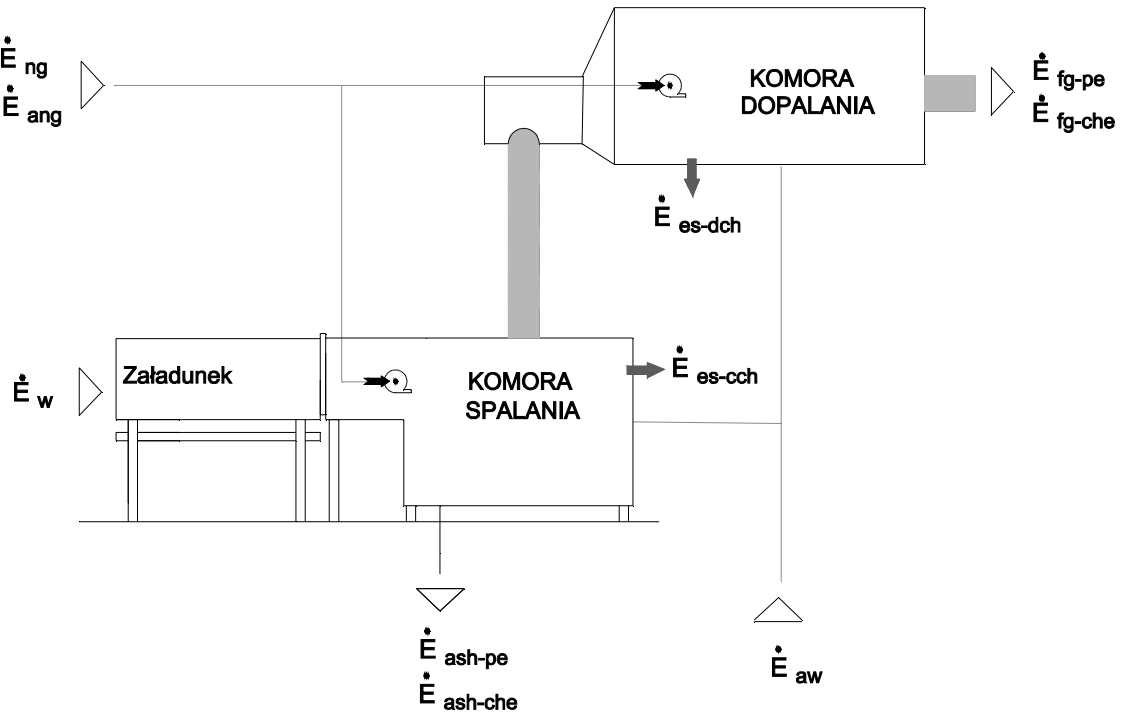 Ė ng
Ė ang
KOMORA
DOPALANIA
Ė fg-pe
Ė fg-che
Ė es-dch
Ė w
Załadunek
KOMORA
SPALANIA
Ė es-cch
Ė ash-pe
Ė ash-che
Ė aw